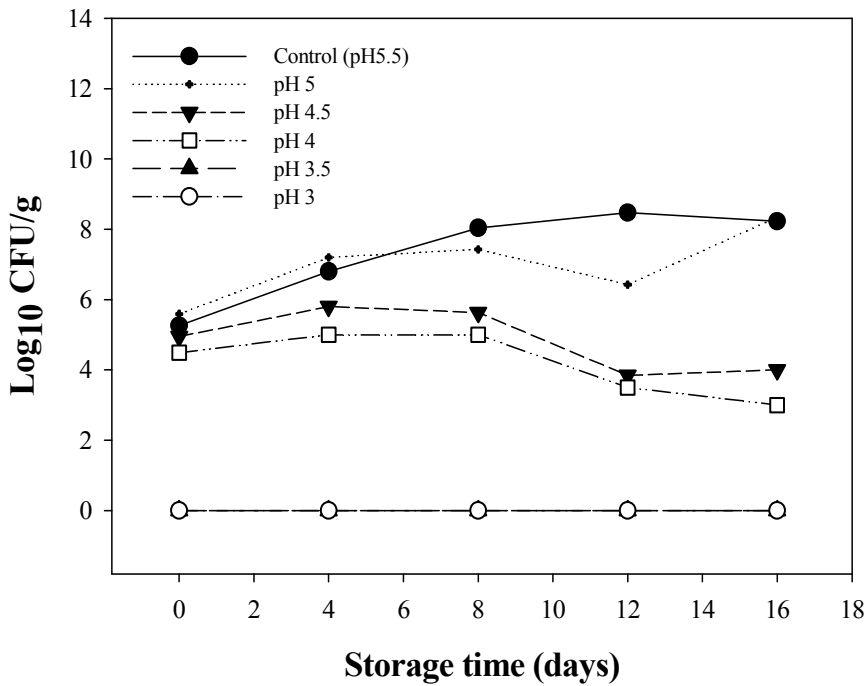 14
12
10
8
6
4
2
0
Log10 CFU/g
Control (pH5.5)
pH 5
pH 4.5
pH 4
pH 3.5
pH 3
0 2 4 6 8 10 12 14 16 18
Storage time (days)